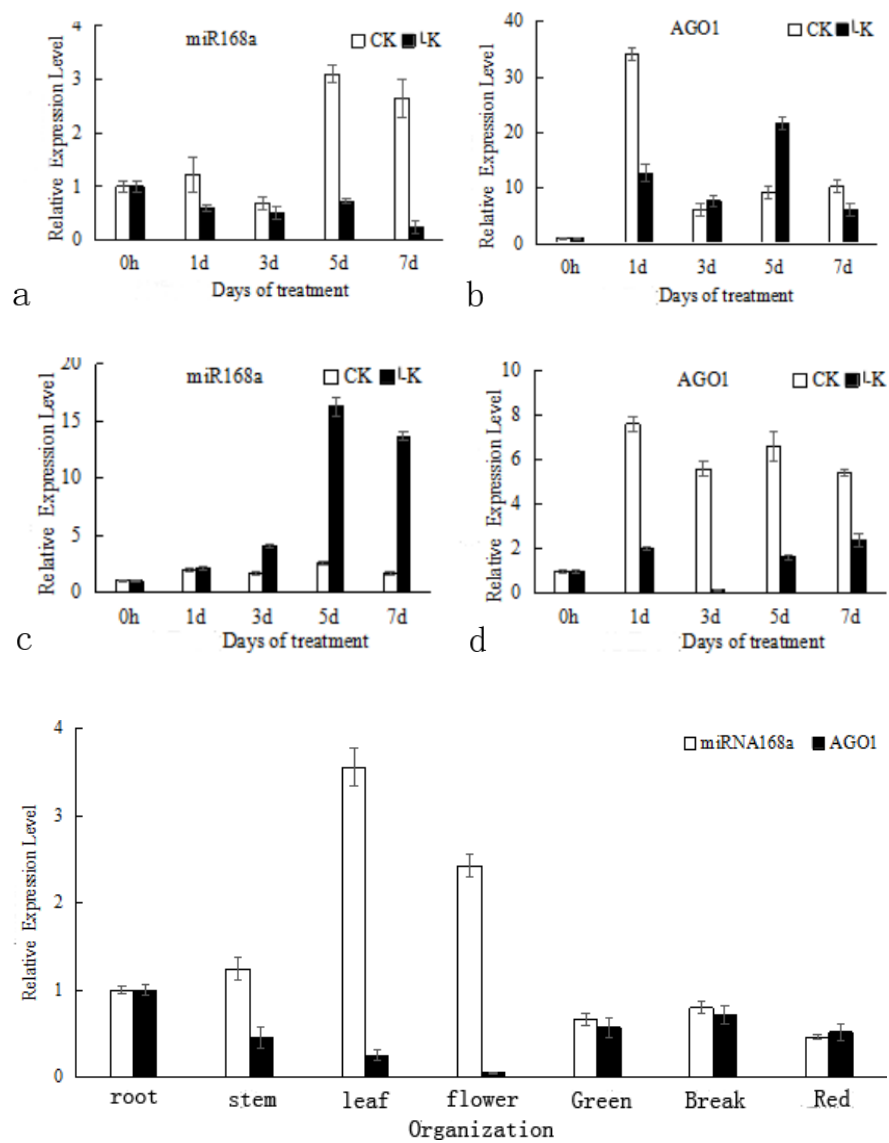 miR168a
CK LK
Relative Expression Level
4
3
2
1
0
0h 1d 3d 5d 7d
Days of treatment
a
AGO1
CK LK
Relative Expression Level
40
30
20
10
0
0h 1d 3d 5d 7d
Days of treatment
b
miR168a
CK LK
Relative Expression Level
20
15
10
5
0
0h 1d 3d 5d 7d
Days of treatment
c
AGO1
CK LK
Relative Expression Level
10
8
6
4
2
0
0h 1d 3d 5d 7d
Days of treatment
d
miRNA168a AGO1
Relative Expression Level
4
3
2
1
0
root stem leaf flower Green Break Red
Organization